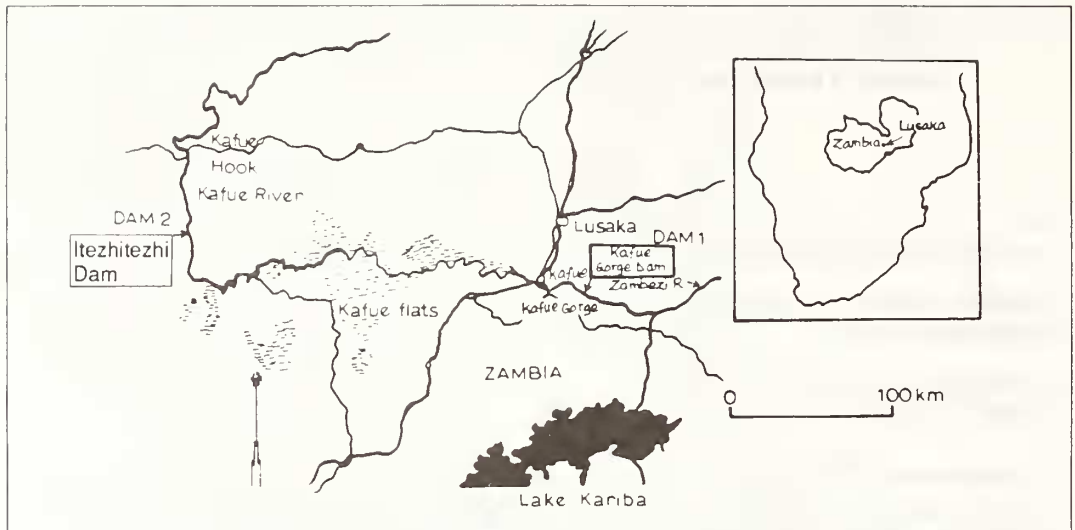 Kafue
Hook
Kafue River
DAM 2
Itezhitezhi
Dam
Lusaka
DAM 1
Kafue
Gorge Dam
Kafue
Zambezi R
Kafue flats
Kafue Gorge
ZAMBIA
Lake Kariba
Lusaka
Zambia
0
100 km